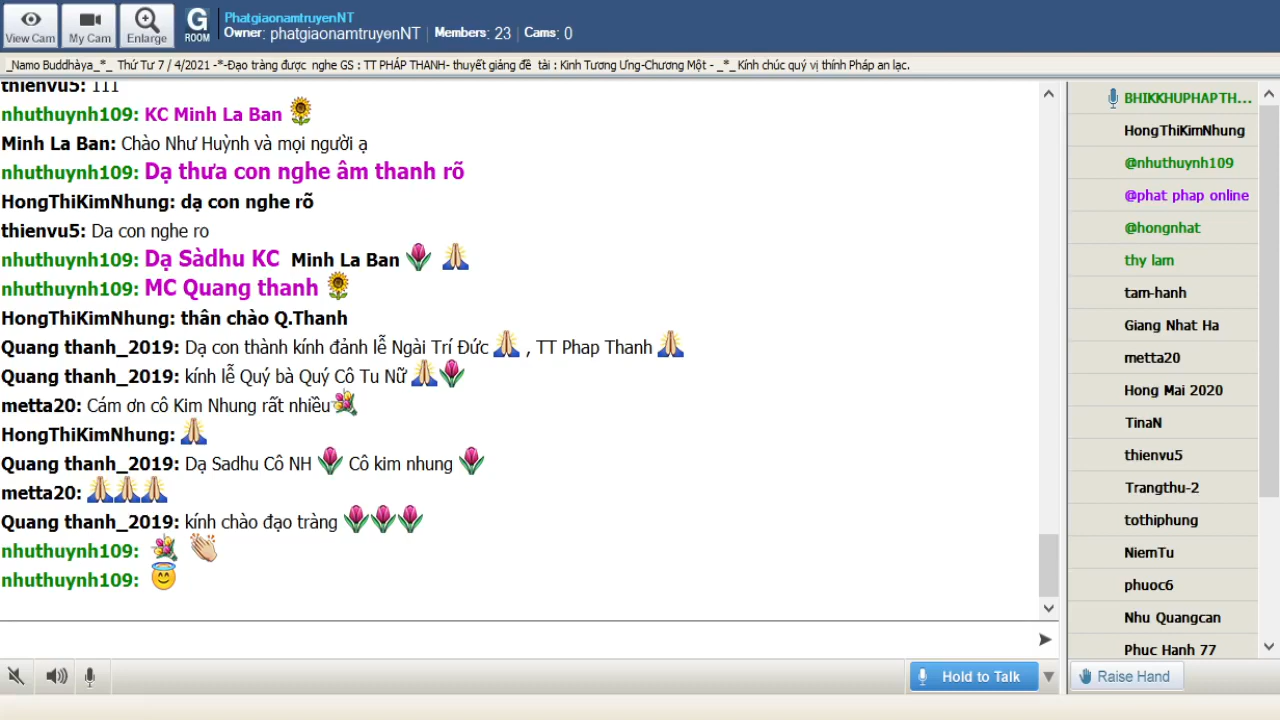 View Cam
My Cam
Enlarge
G
ROOM
PhatgiaonamtruyenNT
Owner: phatgiaonamtruyenNT | Members: 23 | Cams: 0
_Namo Buddhàya_*_ Thứ Tư 7 / 4/2021 -*-Đạo tràng được nghe GS : TT PHÁP THANH- thuyết giảng đề tài : Kinh Tương Ưng-Chương Một - _*_ Kính chúc quý vị thính Pháp an lạc.
thienvu5: 111
nhuthuynh109: KC Minh La Ban
Minh La Ban: Chào Như Huỳnh và mọi người ạ
nhuthuynh109: Dạ thưa con nghe âm thanh rõ
HongThiKimNhung: dạ con nghe rõ
thienvu5: Da con nghe ro
nhuthuynh109: Dạ Sàdhu KC Minh La Ban
nhuthuynh109: MC Quang thanh
HongThiKimNhung: thân chào Q.Thanh
Quang thanh_2019: Dạ con thành kính đảnh lễ Ngài Trí Đức , TT Phap Thanh
Quang thanh_2019: kính lễ Quý bà Quý Cô Tu Nữ
metta20: Cám ơn cô Kim Nhung rất nhiều
HongThiKimNhung:
Quang thanh_2019: Dạ Sadhu Cô NH Cô kim nhung
metta20:
Quang thanh_2019: kính chào đạo tràng
nhuthuynh109:
nhuthuynh109:
Hold to Talk
BHIKKHUPHAPTH...
HongThiKimNhung
@nhuthuynh109
@phat phap online
@hongnhat
thy lam
tam-hanh
Giang Nhat Ha
metta20
Hong Mai 2020
TinaN
thienvu5
Trangthu-2
tothiphung
NiemTu
phuoc6
Nhu Quangcan
Phuc Hanh 77
Raise Hand